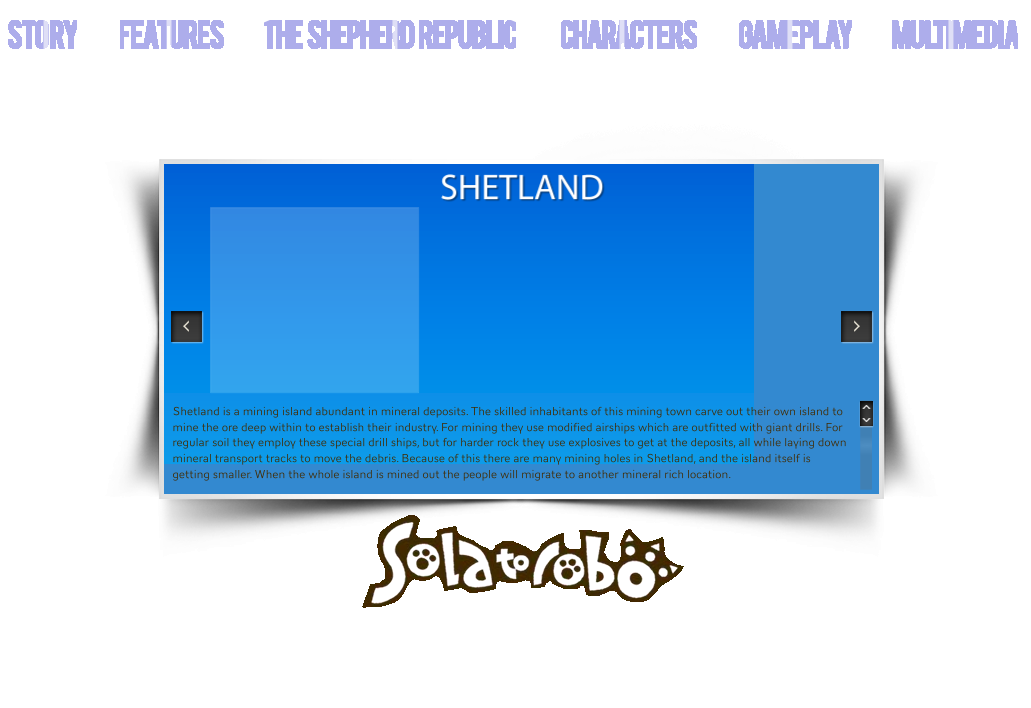 STORY FEATURES THE SHEPHERD REPUBLIC CHARACTERS GAMEPLAY MULTIMEDIA
SHETLAND
Shetland is a mining island abundant in mineral deposits. The skilled inhabitants of this mining town carve out their own island to
mine the ore deep within to establish their industry. For mining they use modified airships which are outfitted with giant drills. For
regular soil they employ these special drill ships, but for harder rock they use explosives to get at the deposits, all while laying down
mineral transport tracks to move the debris. Because of this there are many mining holes in Shetland, and the island itself is
getting smaller. When the whole island is mined out the people will migrate to another mineral rich location.
Solatorobo